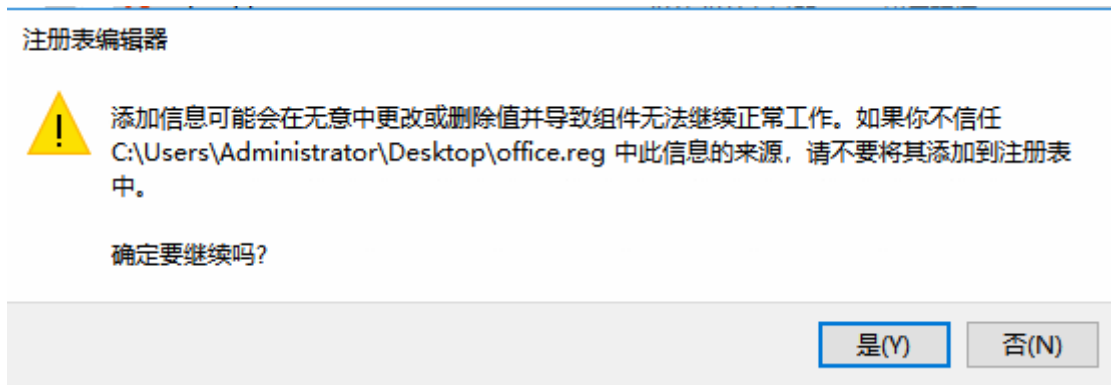 注册表编辑器
添加信息可能会在无意中更改或删除值并导致组件无法继续正常工作。如果你不信任
C:\Users\Administrator\Desktop\office.reg 中此信息的来源，请不要将其添加到注册表
中。
确定要继续吗?
是(Y)
否(N)